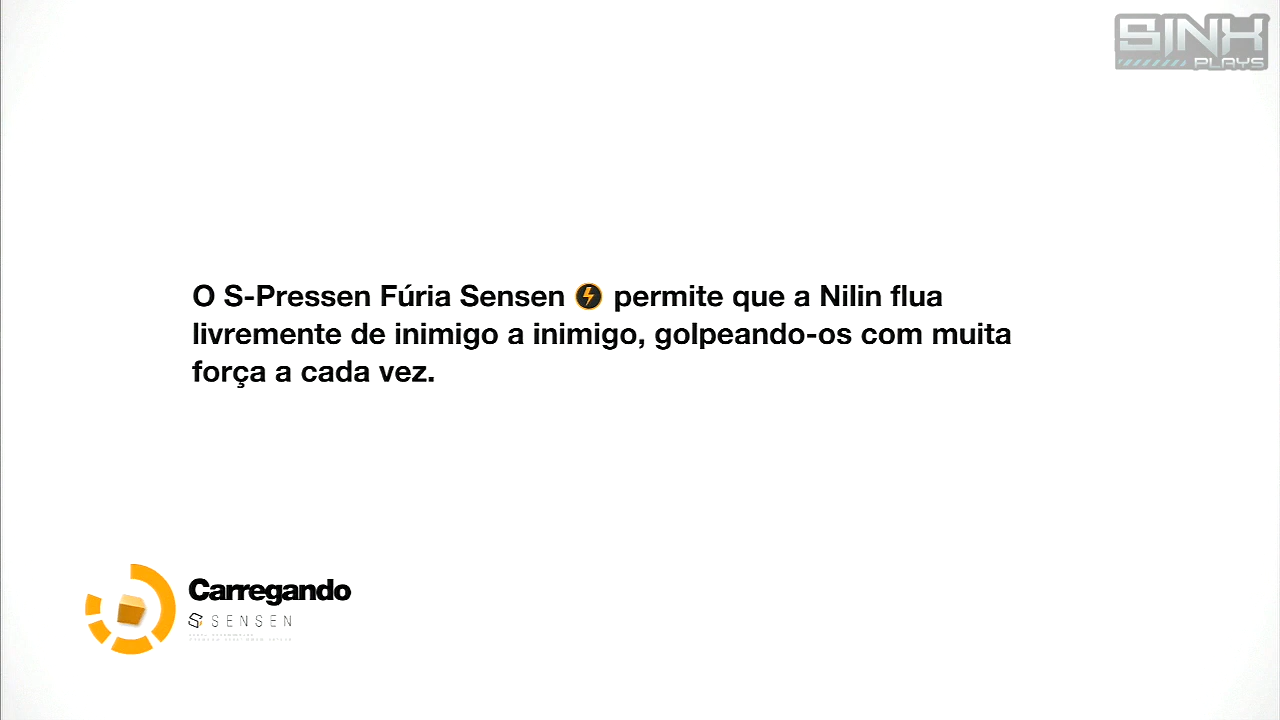 SINX
PLAYS
O S-Pressen Fúria Sensen permite que a Nilin flua
livremente de inimigo a inimigo, golpeando-os com muita
força a cada vez.
Carregando
SENSEN